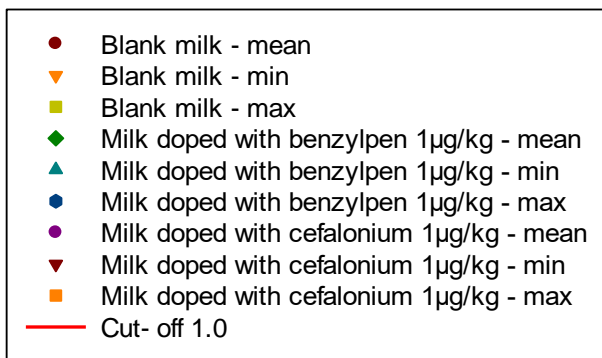 Blank milk - mean
Blank milk - min
Blank milk - max
Milk doped with benzylpen 1µg/kg - mean
Milk doped with benzylpen 1µg/kg - min
Milk doped with benzylpen 1µg/kg - max
Milk doped with cefalonium 1µg/kg - mean
Milk doped with cefalonium 1µg/kg - min
Milk doped with cefalonium 1µg/kg - max
Cut- off 1.0